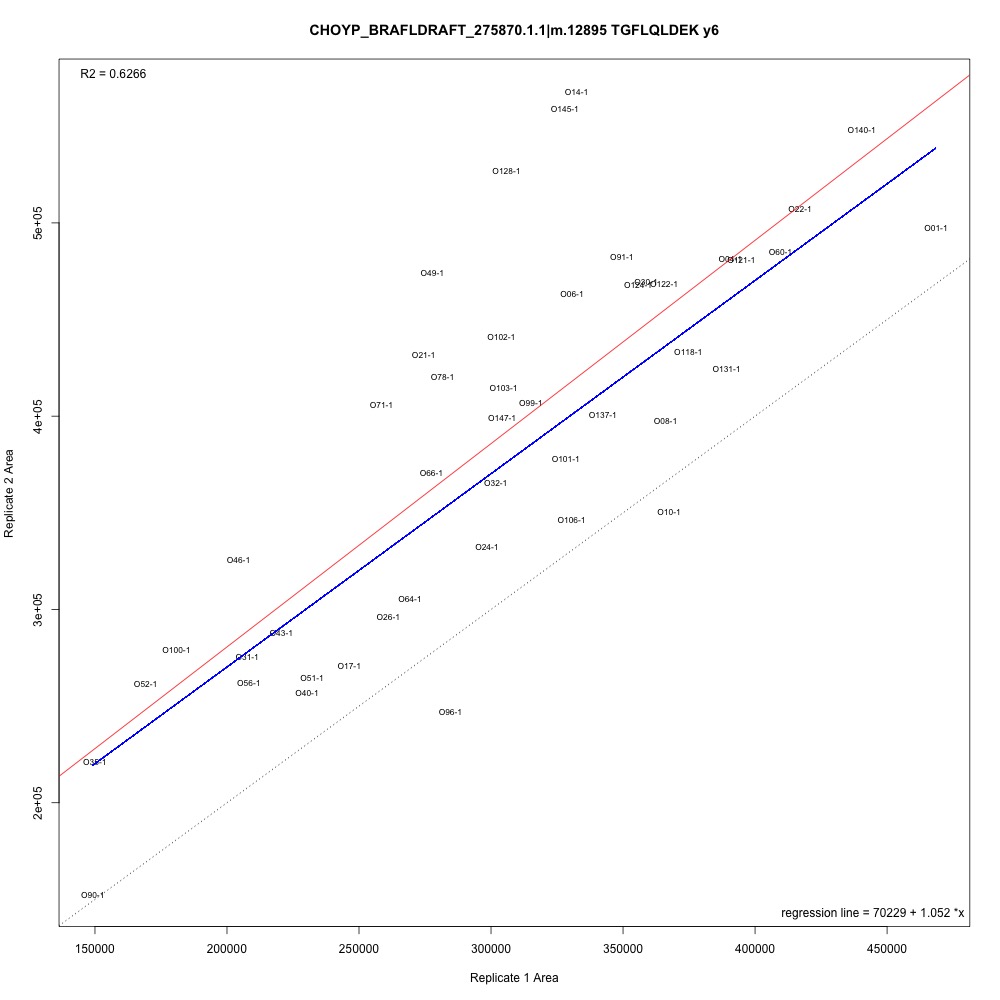 CHOYP_BRAFLDRAFT_275870.1.1|m.12895 TGFLQLDEK y6
R2 = 0.6266
O14-1
O145-1
O140-1
O128-1
O22-1
5e+05
O01-1
O60-1
O91-1
O121-1
O49-1
O122-1
O06-1
O102-1
O118-1
O21-1
O131-1
O78-1
O103-1
O99-1
O71-1
4e+05
O147-1
O137-1
O08-1
O101-1
O66-1
O32-1
Replicate 2 Area
O10-1
O106-1
O24-1
O46-1
3e+05
O64-1
O26-1
O43-1
O100-1
O31-1
O17-1
O51-1
O52-1
O56-1
O40-1
O96-1
O35-1
2e+05
O90-1
regression line = 70229 + 1.052 *x
150000 200000 250000 300000 350000 400000 450000
Replicate 1 Area